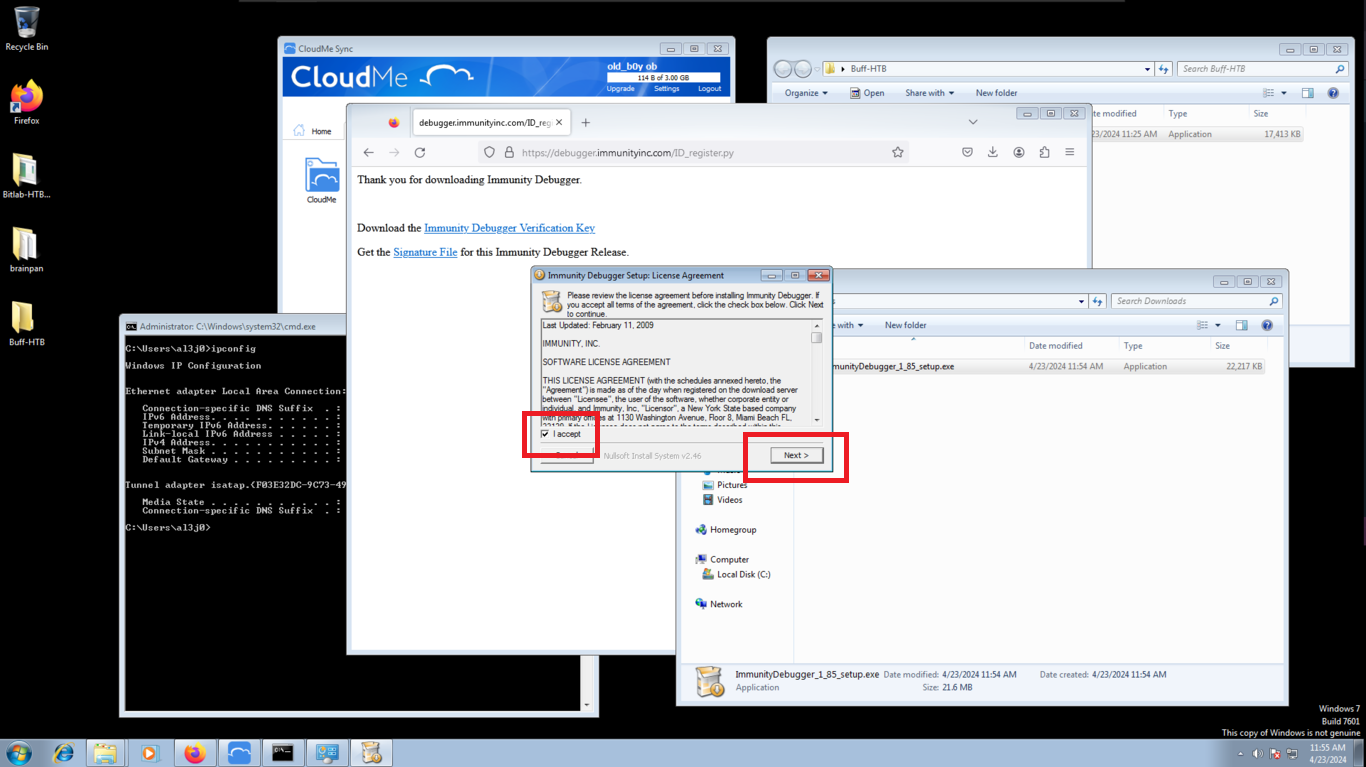 Recycle Bin
Firefox
Bitlab-HTB...
brainpan
Buff-HTB
CloudMe Sync
CloudMe
old_b0y ob
114 B of 3.00 GB
Upgrade Settings Logout
Home
CloudMe
Buff-HTB
Search Buff-HTB
Organize Open Share with New folder
Type Size
23/2024 11:25 AM Application 17,413 KB
debugger.immunityinc.com/ID_reg
https://debugger.immunityinc.com/ID_register.py
Thank you for downloading Immunity Debugger.
Download the Immunity Debugger Verification Key
Get the Signature File for this Immunity Debugger Release.
Immunity Debugger Setup: License Agreement
Please review the license agreement before installing Immunity Debugger. If
you accept all terms of the agreement, click the check box below. Click Next
to continue.
Last Updated: February 11, 2009
IMMUNITY, INC.
SOFTWARE LICENSE AGREEMENT
THIS LICENSE AGREEMENT (with the schedules annexed hereto, the
"Agreement") is made as of the day when registered on the download server
between "Licensee", the user of the software, whether corporate entity or
individual, and Immunity, Inc, "Licensor", a New York State based company
with primary offices at 1130 Washington Avenue, Floor 8, Miami Beach FL,
I accept
Nullsoft Install System v2.46
Next >
Administrator: C:\Windows\system32\cmd.exe
C:\Users\al3j0>ipconfig
Windows IP Configuration
Ethernet adapter Local Area Connection:
Connection-specific DNS Suffix . :
IPv6 Address. . . . . . . . . . . :
Temporary IPv6 Address. . . . . . :
Link-local IPv6 Address . . . . . :
IPv4 Address. . . . . . . . . . . :
Subnet Mask . . . . . . . . . . . :
Default Gateway . . . . . . . . . :
Tunnel adapter isatap.{F03E32DC-9C73-49
Media State . . . . . . . . . . . :
Connection-specific DNS Suffix . :
C:\Users\al3j0>
Search Downloads
with New folder
Date modified Type Size
munityDebugger_1_85_setup.exe 4/23/2024 11:54 AM Application 22,217 KB
Pictures
Videos
Homegroup
Computer
Local Disk (C:)
Network
ImmunityDebugger_1_85_setup.exe Date modified: 4/23/2024 11:54 AM Date created: 4/23/2024 11:54 AM
Application Size: 21.6 MB
Windows 7
Build 7601
This copy of Windows is not genuine
11:55 AM
4/23/2024